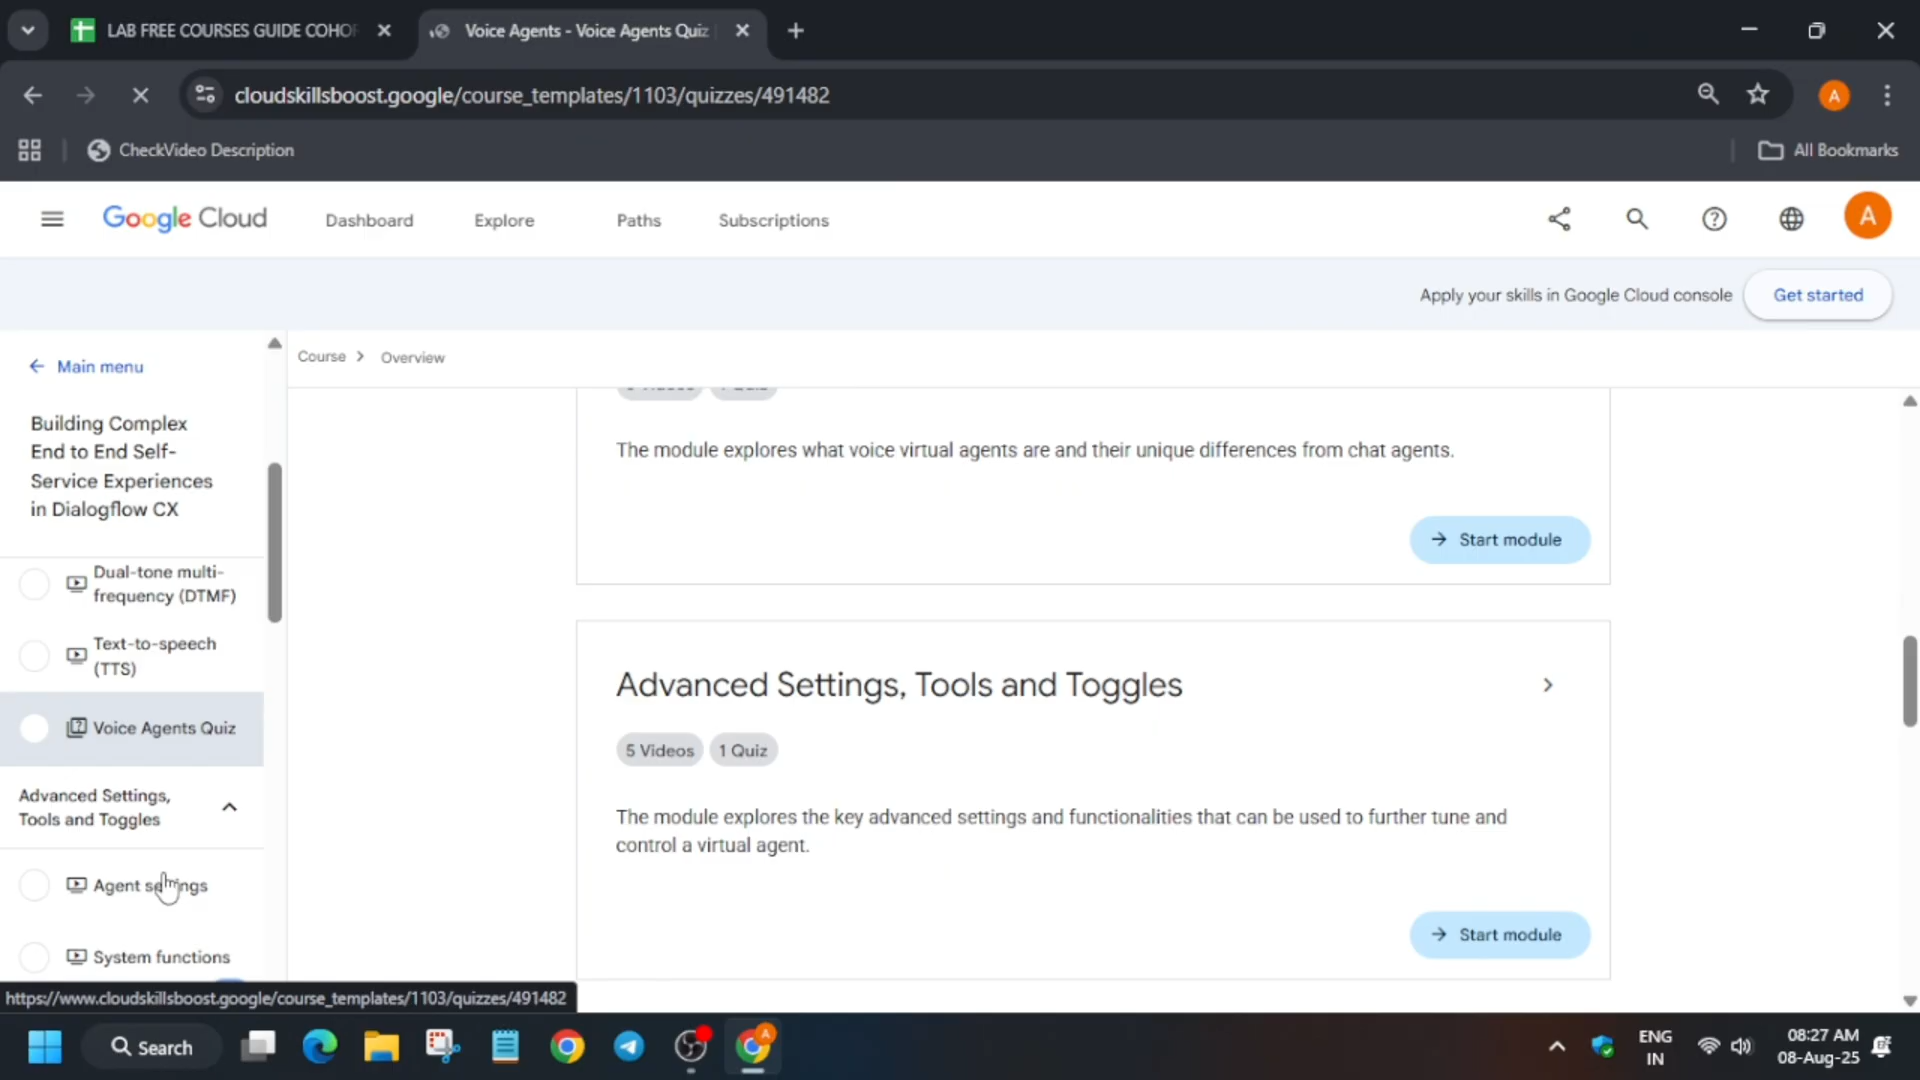 LAB FREE COURSES GUIDE COHOR
Voice Agents - Voice Agents Quiz
cloudskillsboost.google/course_templates/1103/quizzes/491482
A
CheckVideo Description
All Bookmarks
Google Cloud
Dashboard
Explore
Paths
Subscriptions
A
Apply your skills in Google Cloud console
Get started
Main menu
Course
Overview
Building Complex
End to End Self-
Service Experiences
in Dialogflow CX
Dual-tone multi-
frequency (DTMF)
Text-to-speech
(TTS)
Voice Agents Quiz
Advanced Settings,
Tools and Toggles
Agent settings
System functions
The module explores what voice virtual agents are and their unique differences from chat agents.
Start module
Advanced Settings, Tools and Toggles
5 Videos
1 Quiz
The module explores the key advanced settings and functionalities that can be used to further tune and
control a virtual agent.
Start module
https://www.cloudskillsboost.google/course_templates/1103/quizzes/491482
Search
A
ENG
IN
08:27 AM
08-Aug-25